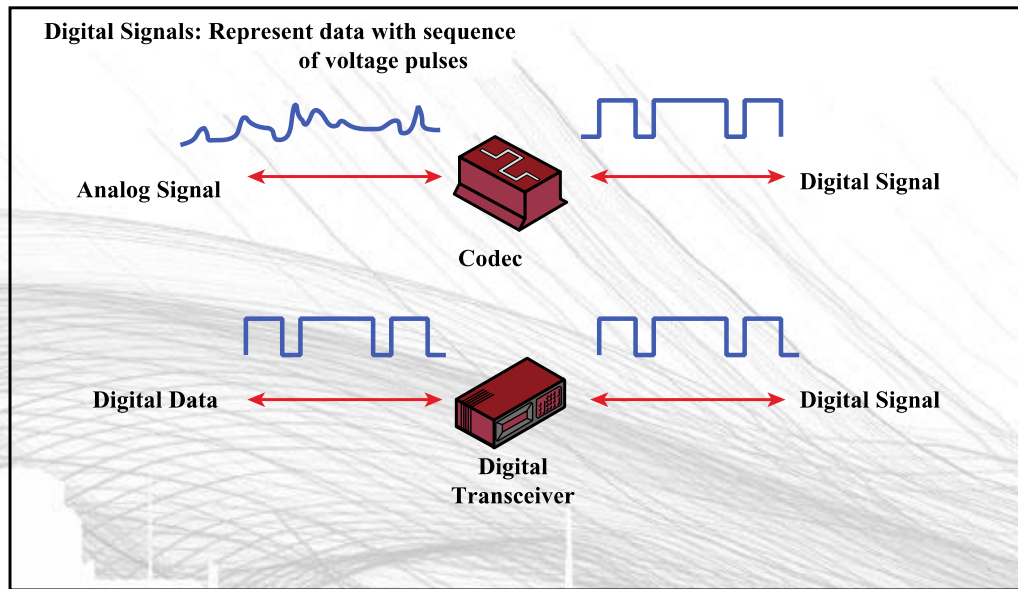 Digital Signals: Represent data with sequence
of voltage pulses
Analog Signal
Digital Signal
Codec
Digital Data
Digital Signal
Digital
Transceiver